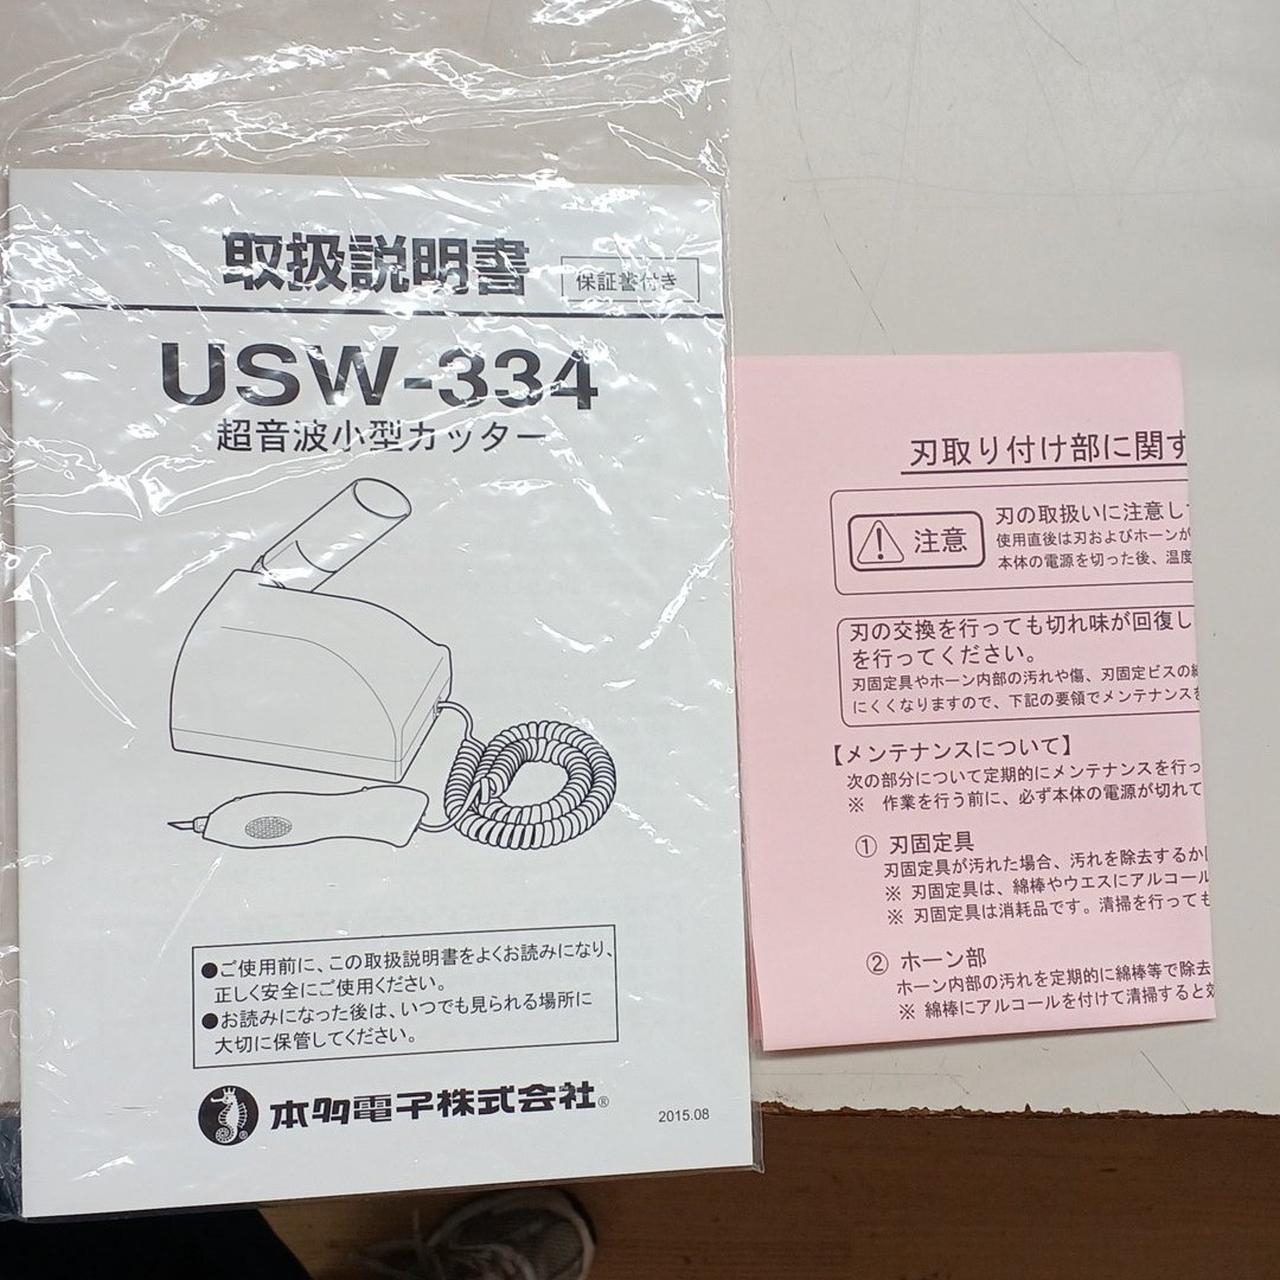 取扱説明書
保証書付き
USW-334
超音波小型カッター
●ご使用前に、この取扱説明書をよくお読みになり、
正しく安全にご使用ください。
●お読みになった後は、いつでも見られる場所に
大切に保管してください。
本多電子株式会社®
2015.08
刃取り付け部に関す
注意
刃の取扱いに注意し
使用直後は刃およびホーンが
本体の電源を切った後、温度
刃の交換を行っても切れ味が回復し
を行ってください。
刃固定具やホーン内部の汚れや傷、刃固定ビスの
にくくなりますので、下記の要領でメンテナンスを
【メンテナンスについて】
次の部分について定期的にメンテナンスを行っ
※ 作業を行う前に、必ず本体の電源が切れて
① 刃固定具
刃固定具が汚れた場合、汚れを除去するか
※ 刃固定具は、綿棒やウエスにアルコール
※ 刃固定具は消耗品です。清掃を行っても
② ホーン部
ホーン内部の汚れを定期的に綿棒等で除去
※ 綿棒にアルコールを付けて清掃すると効